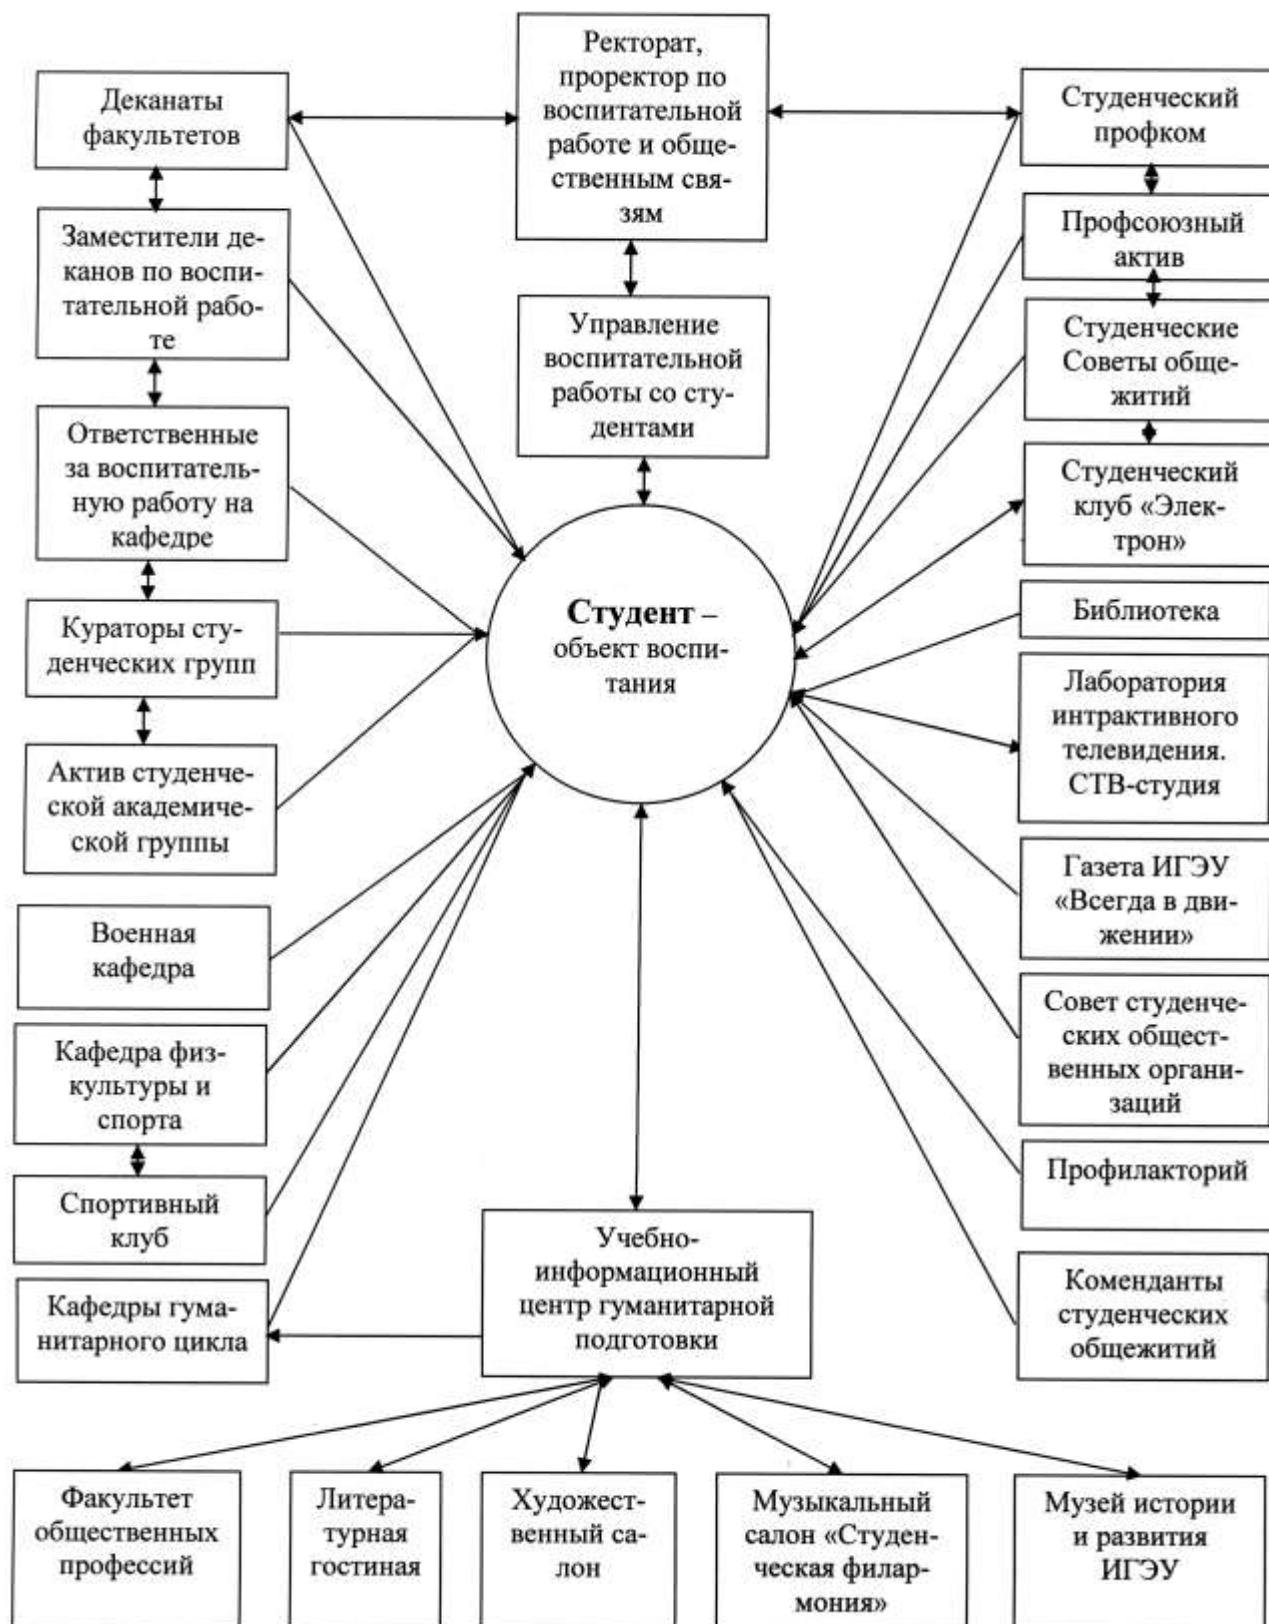 Ректорат,
проректор по
воспитательной
работе и обще-
ственным свя-
зям
Деканаты
факультетов
Студенческий
профком
Заместители де-
канов по воспи-
тательной рабо-
те
Управление
воспитательной
работы со сту-
дентами
Профсоюзный
актив
Студенческие
Советы обще-
житий
Ответственные
за воспитатель-
ную работу на
кафедре
Студенческий
клуб «Элек-
трон»
Студент –
объект воспи-
тания
Кураторы сту-
денческих групп
Библиотека
Лаборатория
интрактивного
телевидения.
СТВ-студия
Актив студенче-
ской академиче-
ской группы
Газета ИГЭУ
«Всегда в дви-
жении»
Военная
кафедра
Совет студенче-
ских общест-
венных органи-
заций
Кафедра физ-
культуры и
спорта
Профилакторий
Спортивный
клуб
Учебно-
информационный
центр гуманитарной
подготовки
Коменданты
студенческих
общежитий
Кафедры гума-
нитарного цикла
Факультет
общественных
профессий
Литера-
турная
гостиная
Художест-
венный са-
лон
Музыкальный
салон «Студен-
ческая филар-
мония»
Музей истории
и развития
ИГЭУ